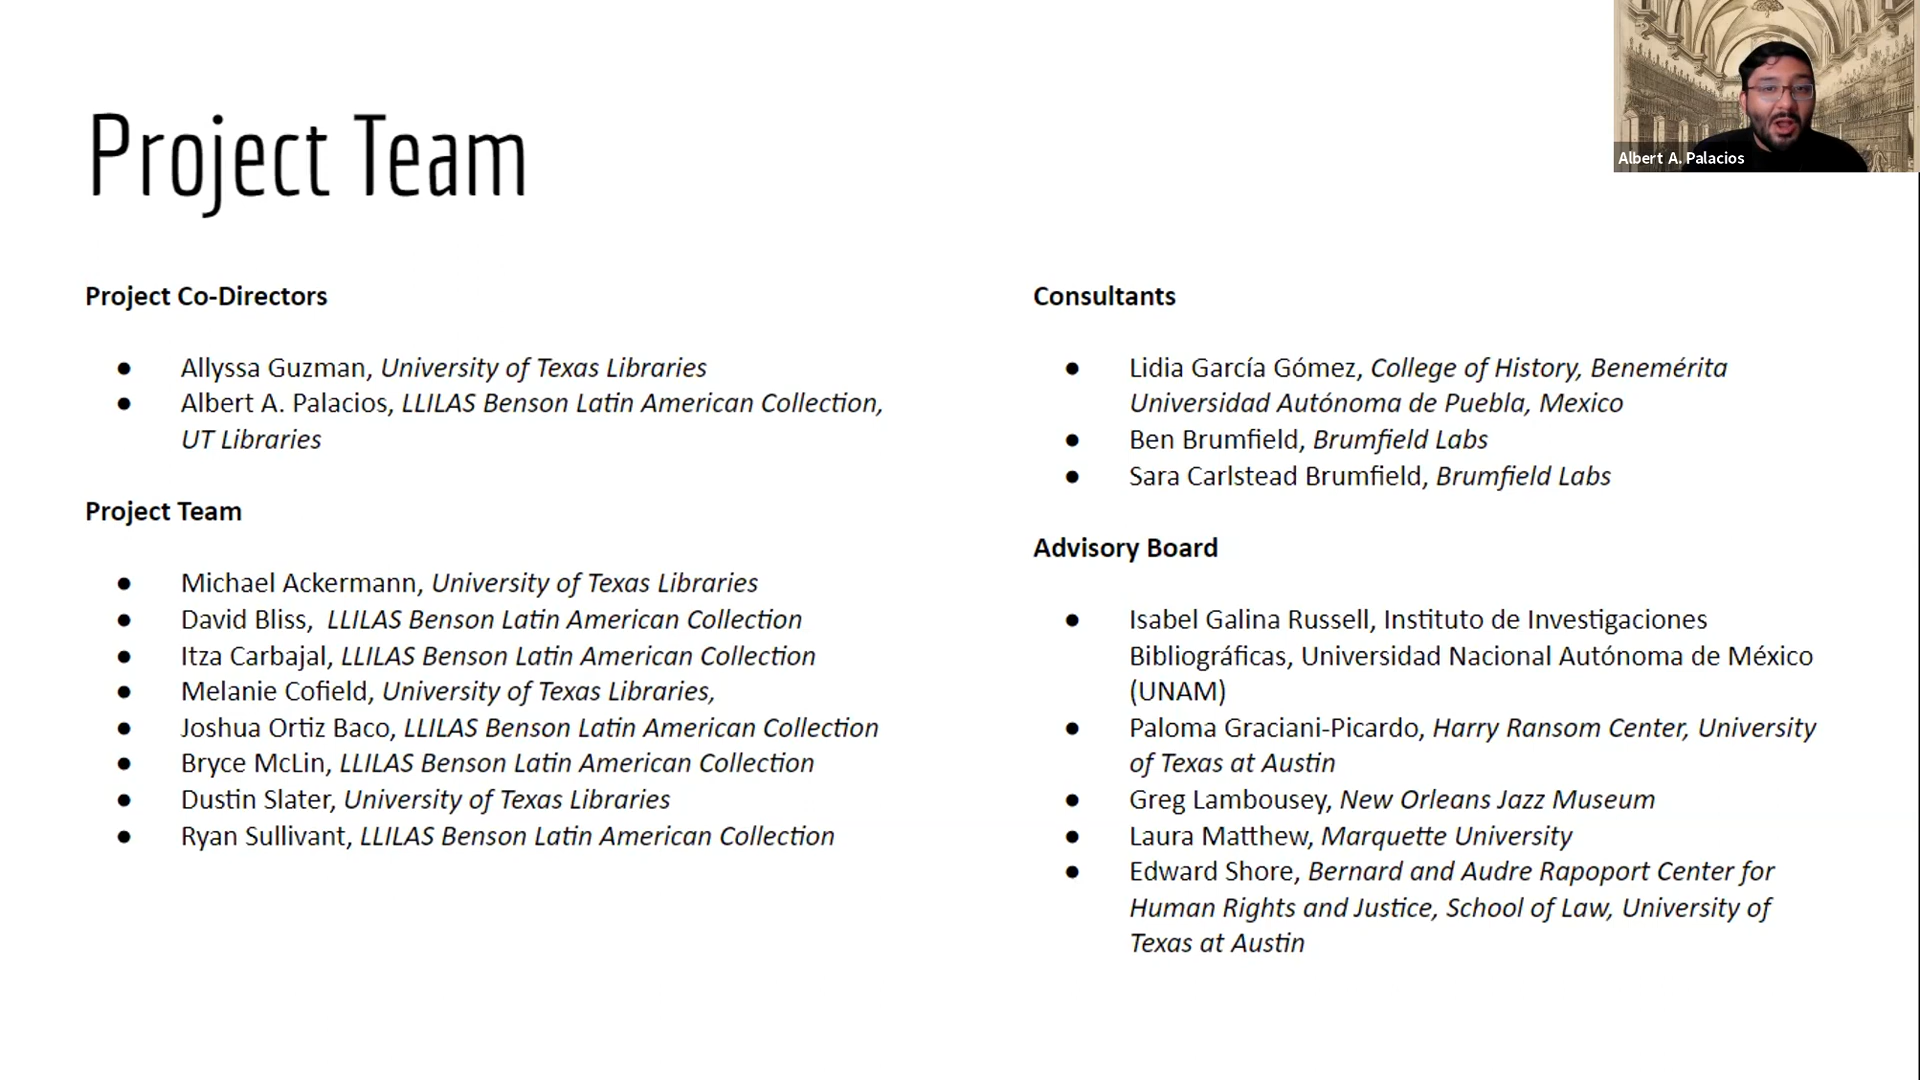 Project Team
Albert A. Palacios
Project Co-Directors
● Allyssa Guzman, University of Texas Libraries
● Albert A. Palacios, LLILAS Benson Latin American Collection,
UT Libraries
Project Team
● Michael Ackermann, University of Texas Libraries
● David Bliss, LLILAS Benson Latin American Collection
● Itza Carbajal, LLILAS Benson Latin American Collection
● Melanie Cofield, University of Texas Libraries,
● Joshua Ortiz Baco, LLILAS Benson Latin American Collection
● Bryce McLin, LLILAS Benson Latin American Collection
● Dustin Slater, University of Texas Libraries
● Ryan Sullivant, LLILAS Benson Latin American Collection
Consultants
● Lidia García Gómez, College of History, Benemérita
Universidad Autónoma de Puebla, Mexico
● Ben Brumfield, Brumfield Labs
● Sara Carlstead Brumfield, Brumfield Labs
Advisory Board
● Isabel Galina Russell, Instituto de Investigaciones
Bibliográficas, Universidad Nacional Autónoma de México
(UNAM)
● Paloma Graciani-Picardo, Harry Ransom Center, University
of Texas at Austin
● Greg Lambousey, New Orleans Jazz Museum
● Laura Matthew, Marquette University
● Edward Shore, Bernard and Audre Rapoport Center for
Human Rights and Justice, School of Law, University of
Texas at Austin